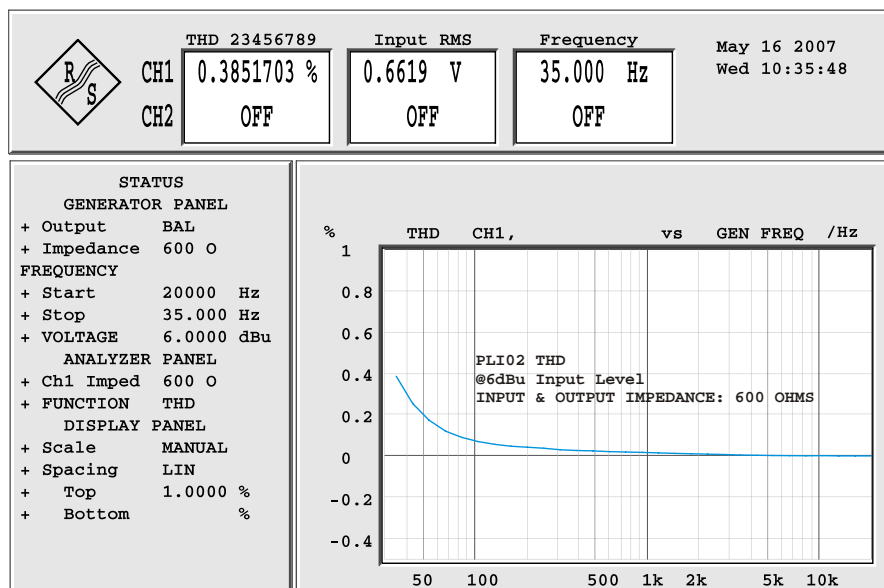 THD 23456789 Input RMS Frequency
May 16 2007
Wed 10:35:48
R S
CH1 0.3851703 % 0.6619 V 35.000 Hz
CH2 OFF OFF OFF
STATUS
GENERATOR PANEL
+ Output BAL
+ Impedance 600 O
FREQUENCY
+ Start 20000 Hz
+ Stop 35.000 Hz
+ VOLTAGE 6.0000 dBu
ANALYZER PANEL
+ Ch1 Imped 600 O
+ FUNCTION THD
DISPLAY PANEL
+ Scale MANUAL
+ Spacing LIN
+ Top 1.0000 %
+ Bottom %
% THD CH1, vs GEN FREQ /Hz
1
0.8
0.6
0.4
0.2
0
-0.2
-0.4
PLI02 THD
@6dBu Input Level
INPUT & OUTPUT IMPEDANCE: 600 OHMS
50 100 500 1k 2k 5k 10k